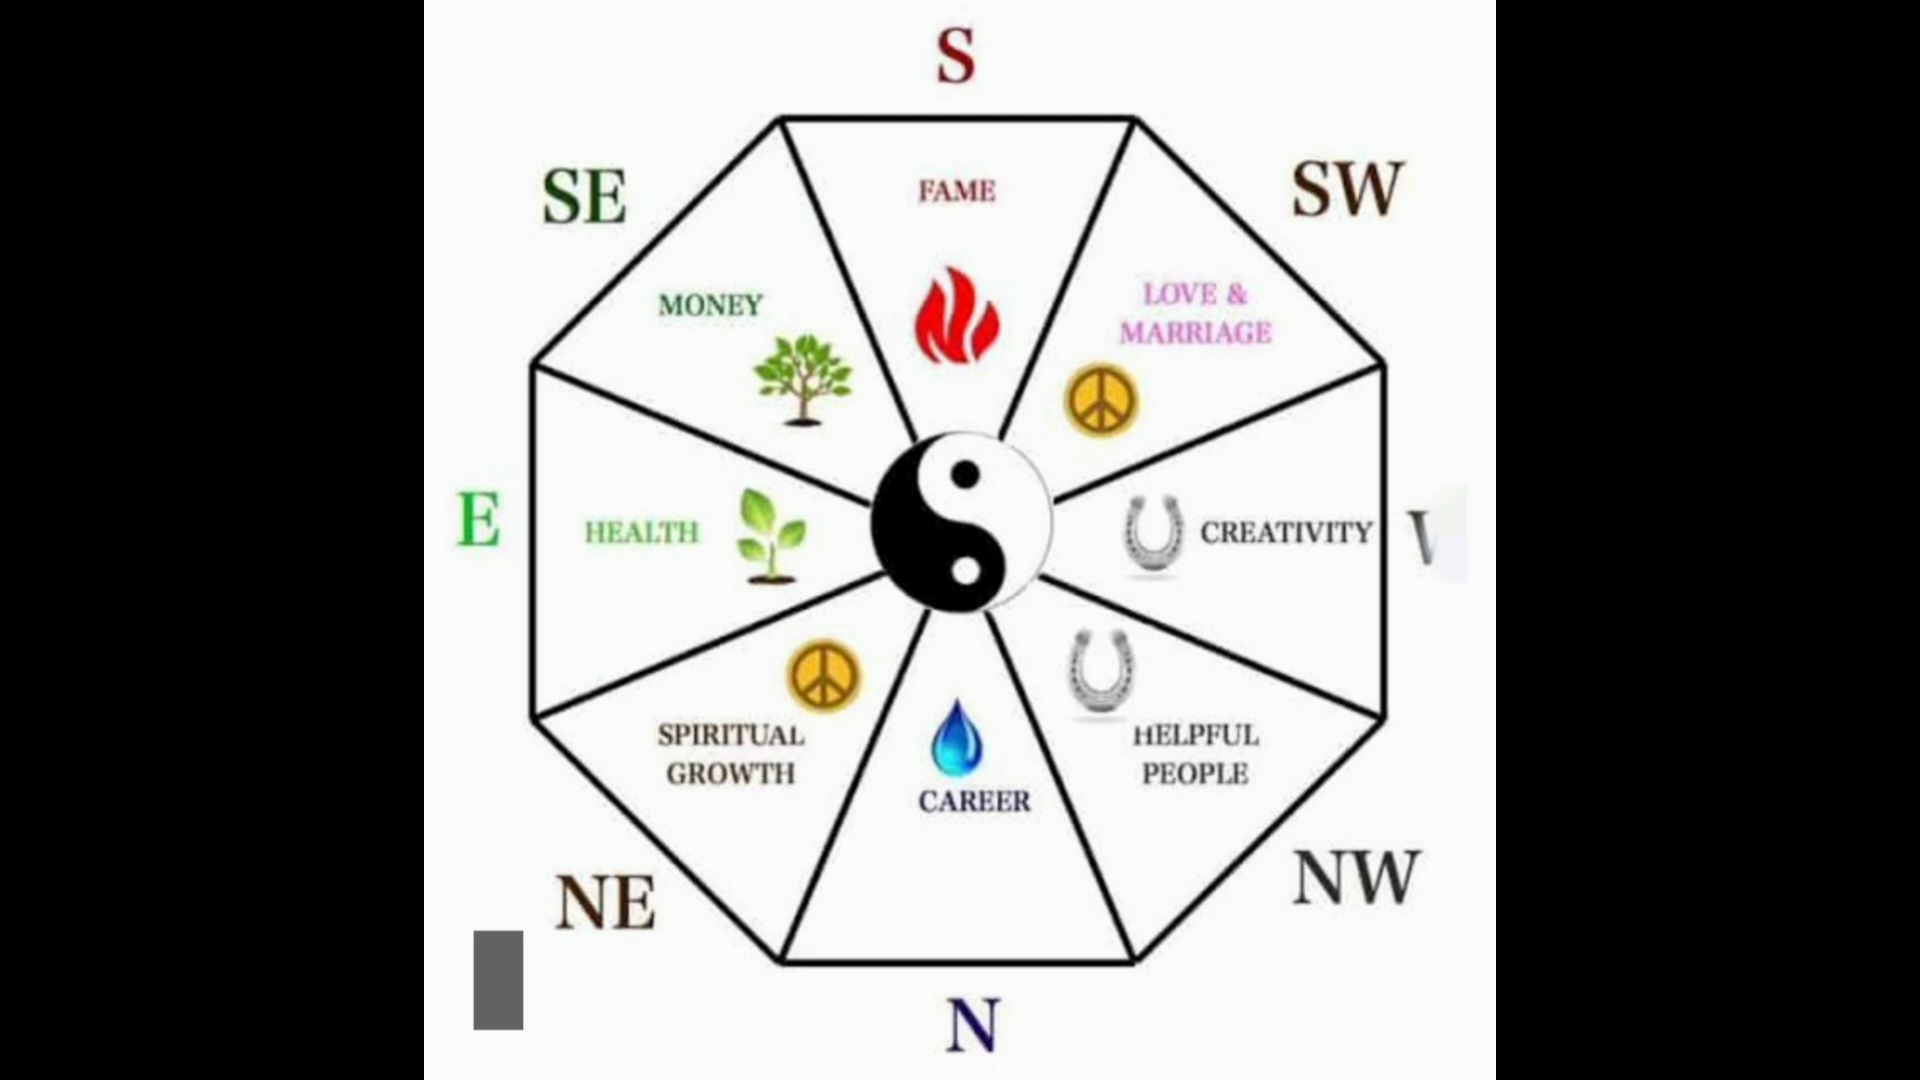 S
SE
SW
FAME
MONEY
LOVE &
MARRIAGE
E
HEALTH
CREATIVITY
SPIRITUAL
GROWTH
CAREER
HELPFUL
PEOPLE
NE
NW
N